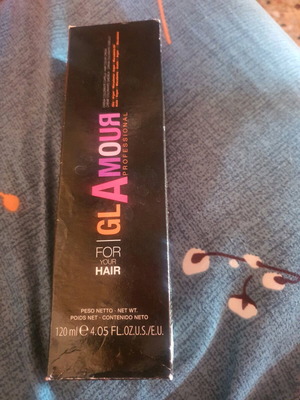 GLAMOUR
PROFESSIONAL
FOR
YOUR
HAIR
PESO NETTO - NET WT.
POIDS NET - CONTENIDO NETO
120 ml ℮ 4.05 FL.OZ.U.S./E.U.